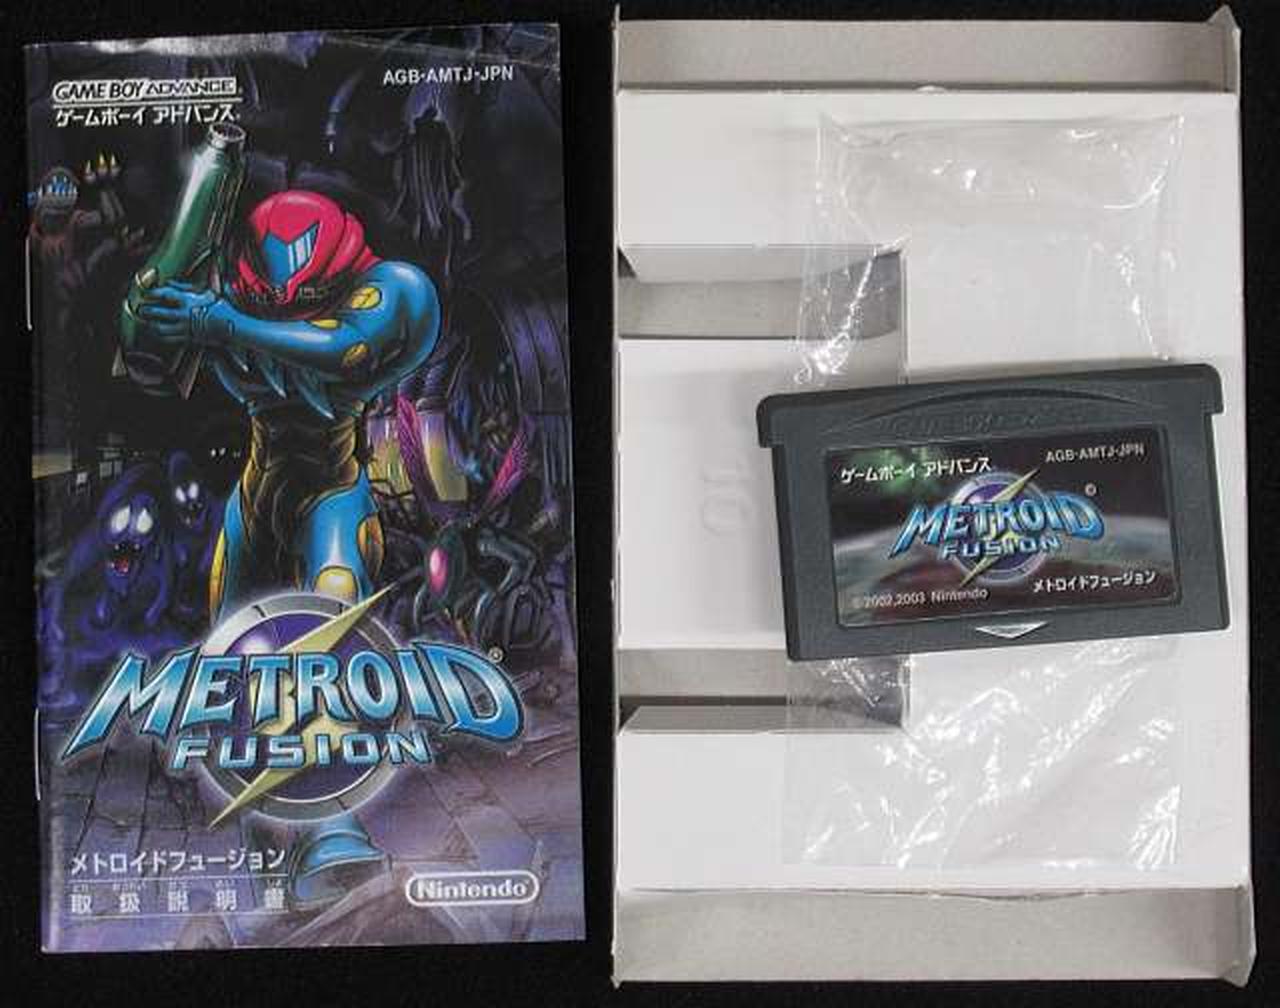 GAME BOY ADVANCE
ゲームボーイ アドバンス
AGB-AMTJ-JPN
METROID®
FUSION
メトロイドフュージョン
取扱説明書
Nintendo®
ゲームボーイ アドバンス
AGB-AMTJ-JPN
METROID®
FUSION
メトロイドフュージョン
©2002,2003 Nintendo
10